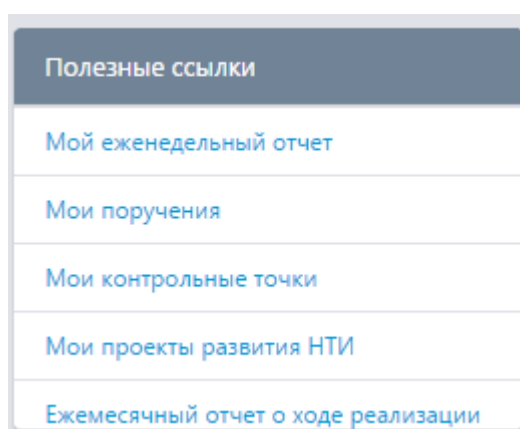 Полезные ссылки
Мой еженедельный отчет
Мои поручения
Мои контрольные точки
Мои проекты развития НТИ
Ежемесячный отчет о ходе реализации